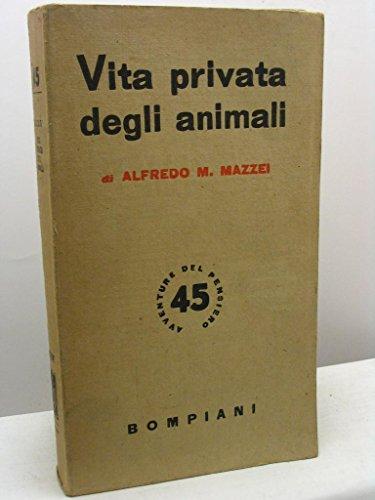 Vita privata
degli animali
di ALFREDO M. MAZZEI
AVVENTURE DEL PENSIERO
45
BOMPIANI
45